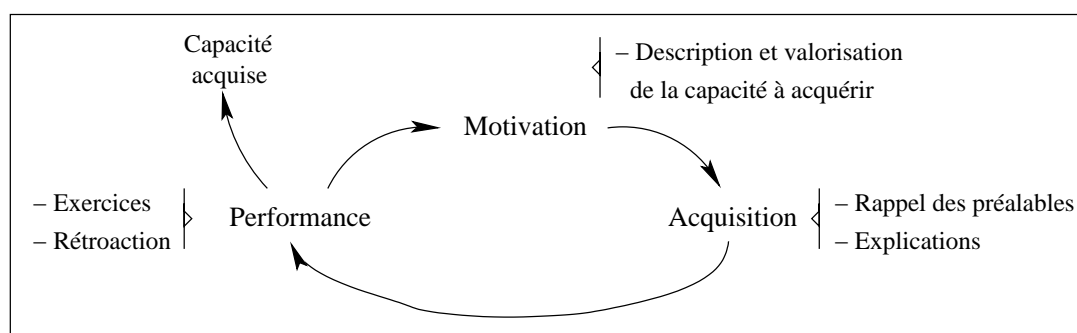 Capacité
acquise
– Description et valorisation
de la capacité à acquérir
Motivation
– Exercices
– Rétroaction
Performance
Acquisition
– Rappel des préalables
– Explications